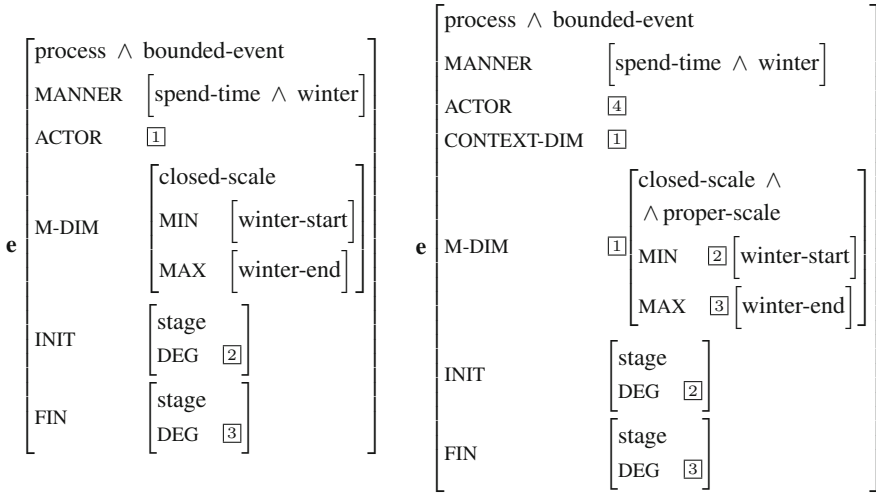 e
process ∧ bounded-event
MANNER [spend-time ∧ winter]
ACTOR 1
M-DIM
closed-scale
MIN [winter-start]
MAX [winter-end]
INIT
stage
DEG 2
FIN
stage
DEG 3
e
process ∧ bounded-event
MANNER [spend-time ∧ winter]
ACTOR 4
CONTEXT-DIM 1
M-DIM 1
closed-scale ∧
∧ proper-scale
MIN 2 [winter-start]
MAX 3 [winter-end]
INIT
stage
DEG 2
FIN
stage
DEG 3